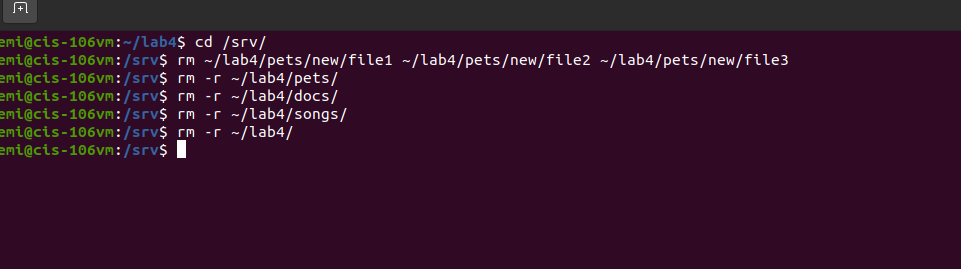 emi@cis-106vm:~/lab4$ cd /srv/
emi@cis-106vm:/srv$ rm ~/lab4/pets/new/file1 ~/lab4/pets/new/file2 ~/lab4/pets/new/file3
emi@cis-106vm:/srv$ rm -r ~/lab4/pets/
emi@cis-106vm:/srv$ rm -r ~/lab4/docs/
emi@cis-106vm:/srv$ rm -r ~/lab4/songs/
emi@cis-106vm:/srv$ rm -r ~/lab4/
emi@cis-106vm:/srv$